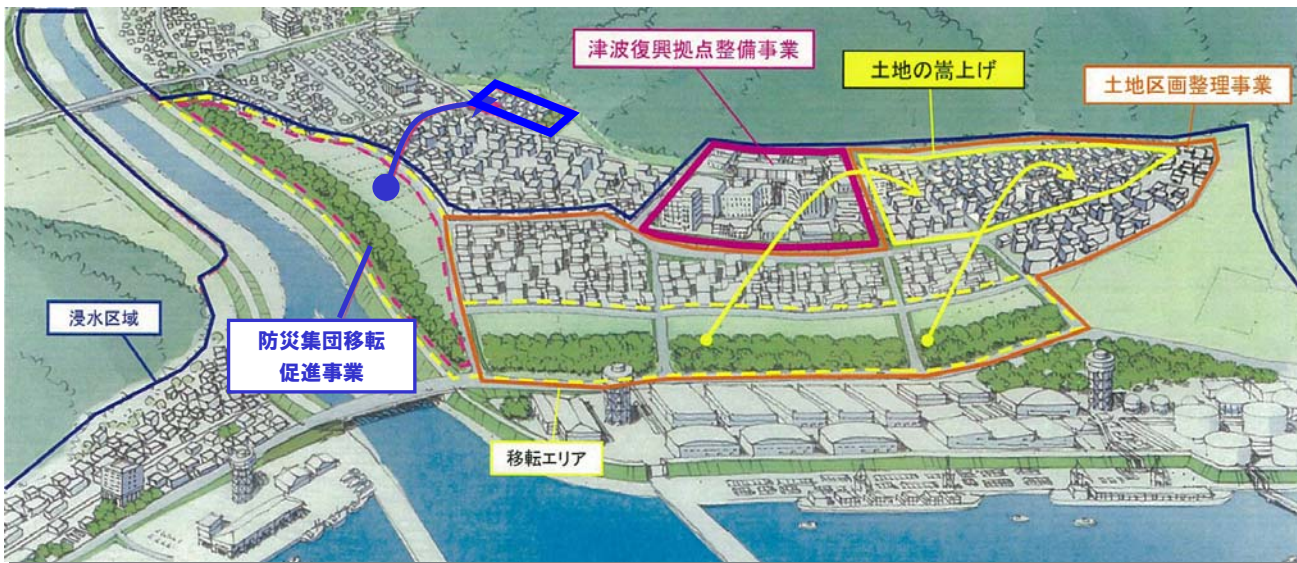 津波復興拠点整備事業
土地の嵩上げ
土地区画整理事業
浸水区域
防災集団移転
促進事業
移転エリア